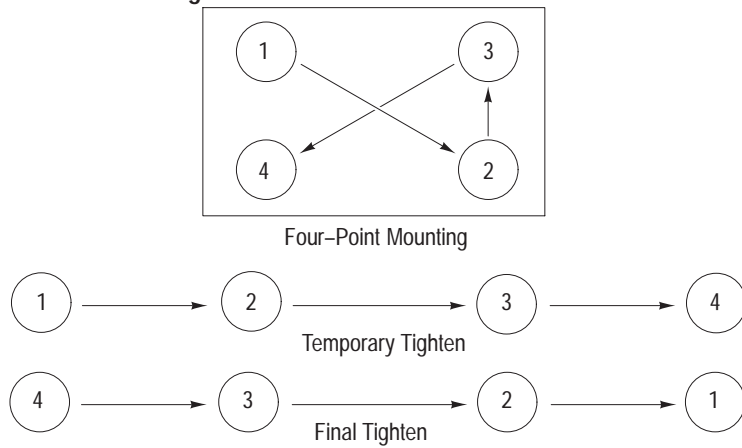 1 3
4 2
Four–Point Mounting
1 2 3 4
Temporary Tighten
4 3 2 1
Final Tighten